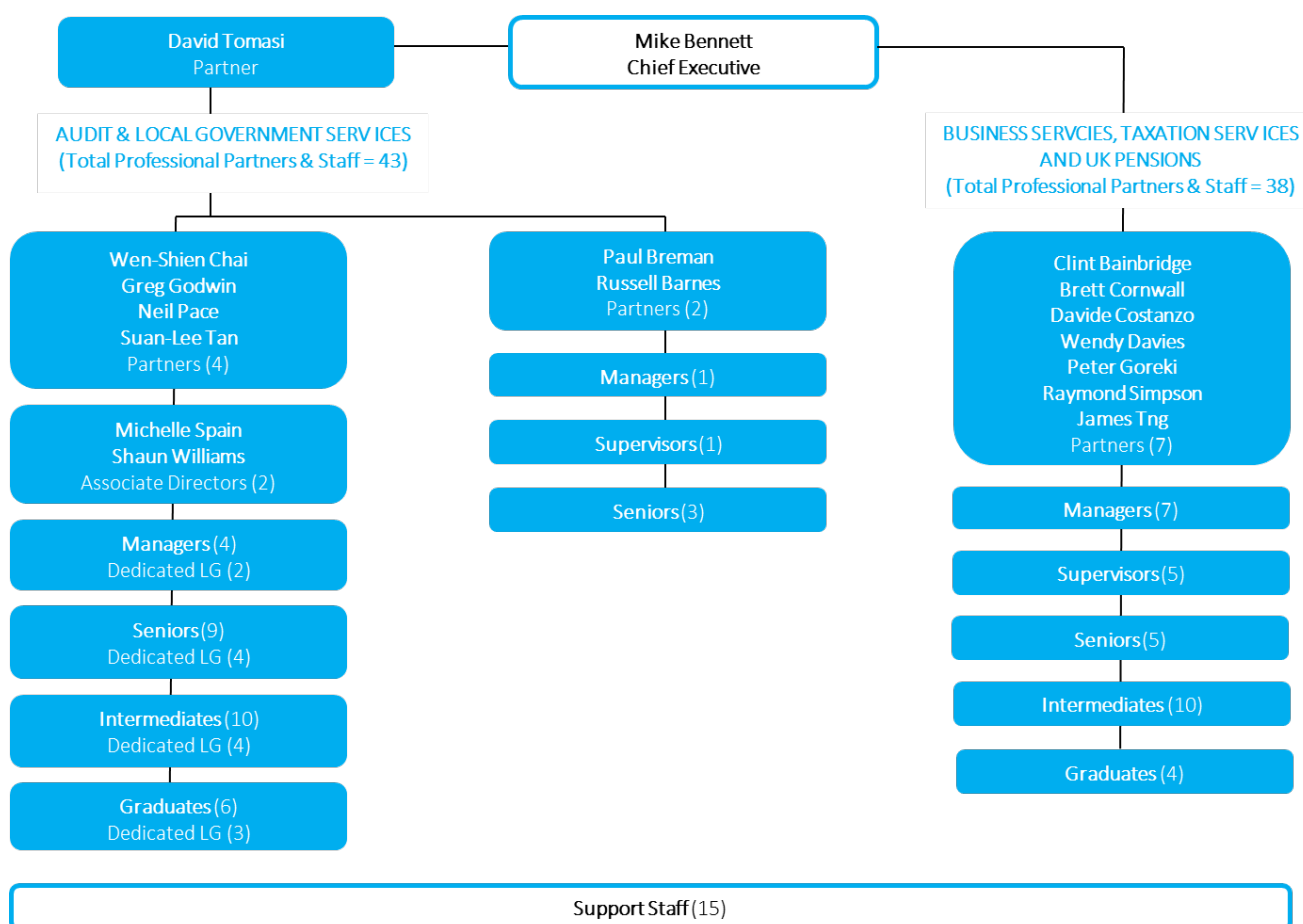 David Tomasi
Partner
Mike Bennett
Chief Executive
AUDIT & LOCAL GOVERNMENT SERVICES
(Total Professional Partners & Staff = 43)
BUSINESS SERVCIES, TAXATION SERVICES
AND UK PENSIONS
(Total Professional Partners & Staff = 38)
Wen-Shien Chai
Greg Godwin
Neil Pace
Suan-Lee Tan
Partners (4)
Michelle Spain
Shaun Williams
Associate Directors (2)
Managers (4)
Dedicated LG (2)
Seniors (9)
Dedicated LG (4)
Intermediates (10)
Dedicated LG (4)
Graduates (6)
Dedicated LG (3)
Paul Breman
Russell Barnes
Partners (2)
Managers (1)
Supervisors (1)
Seniors (3)
Clint Bainbridge
Brett Cornwall
Davide Costanzo
Wendy Davies
Peter Goreki
Raymond Simpson
James Tng
Partners (7)
Managers (7)
Supervisors (5)
Seniors (5)
Intermediates (10)
Graduates (4)
Support Staff (15)